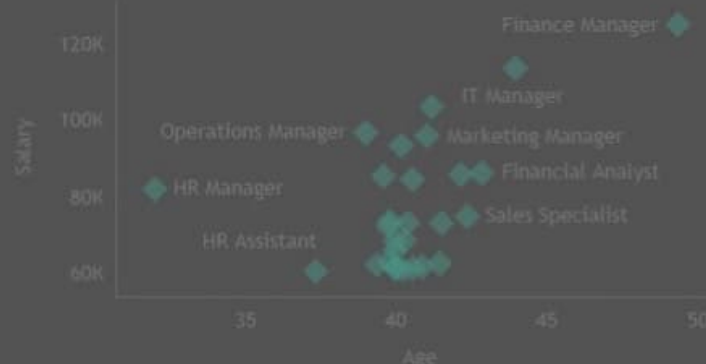 Finance Manager
120K
IT Manager
100K
Operations Manager
Marketing Manager
Financial Analyst
HR Manager
80K
Sales Specialist
HR Assistant
60K
Salary
35
40
45
50
Age